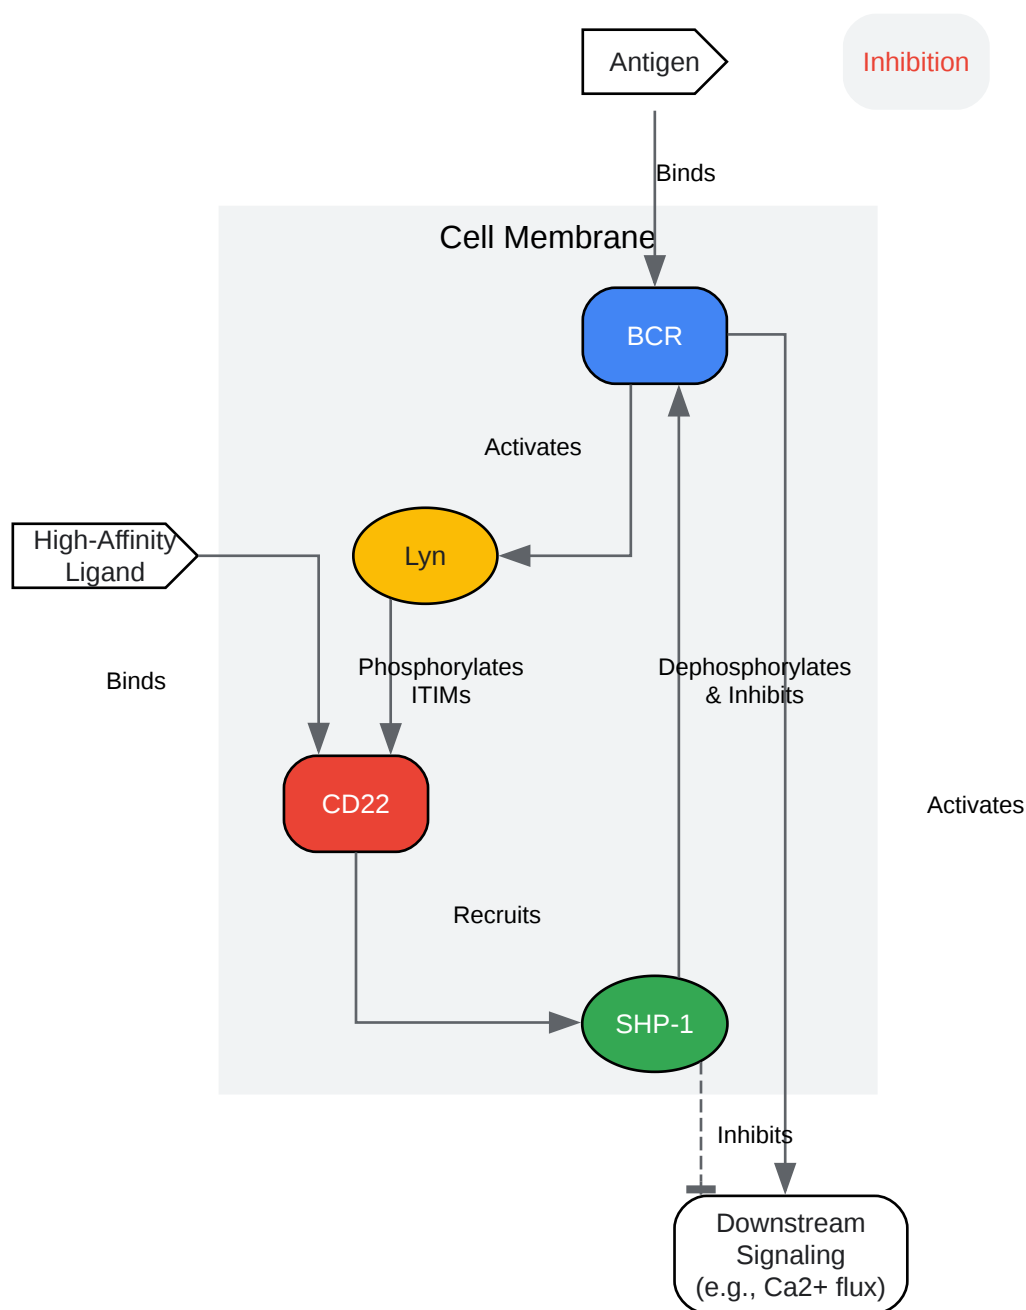 Antigen
Inhibition
Binds
Cell Membrane
BCR
Activates
High-Affinity
Ligand
Lyn
Binds
Phosphorylates
ITIMs
Dephosphorylates
& Inhibits
CD22
Activates
Recruits
SHP-1
Inhibits
Downstream
Signaling
(e.g., Ca2+ flux)